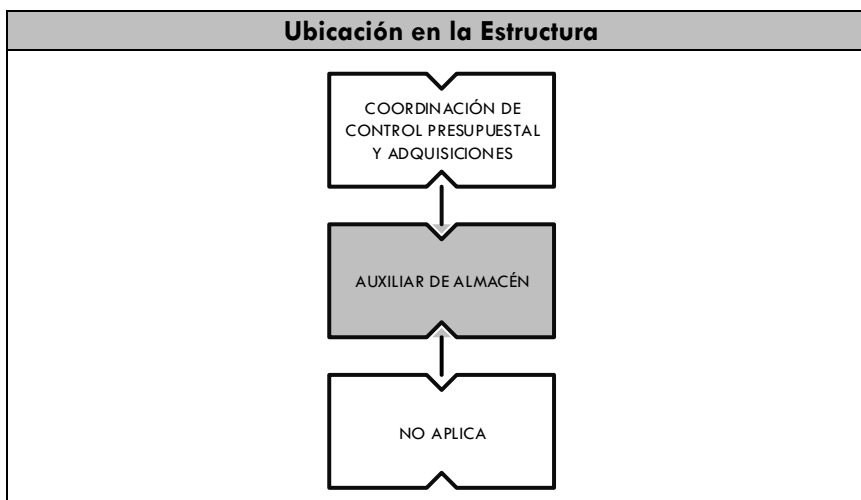 Ubicación en la Estructura
COORDINACIÓN DE
CONTROL PRESUPUESTAL
Y ADQUISICIONES
AUXILIAR DE ALMACÉN
NO APLICA